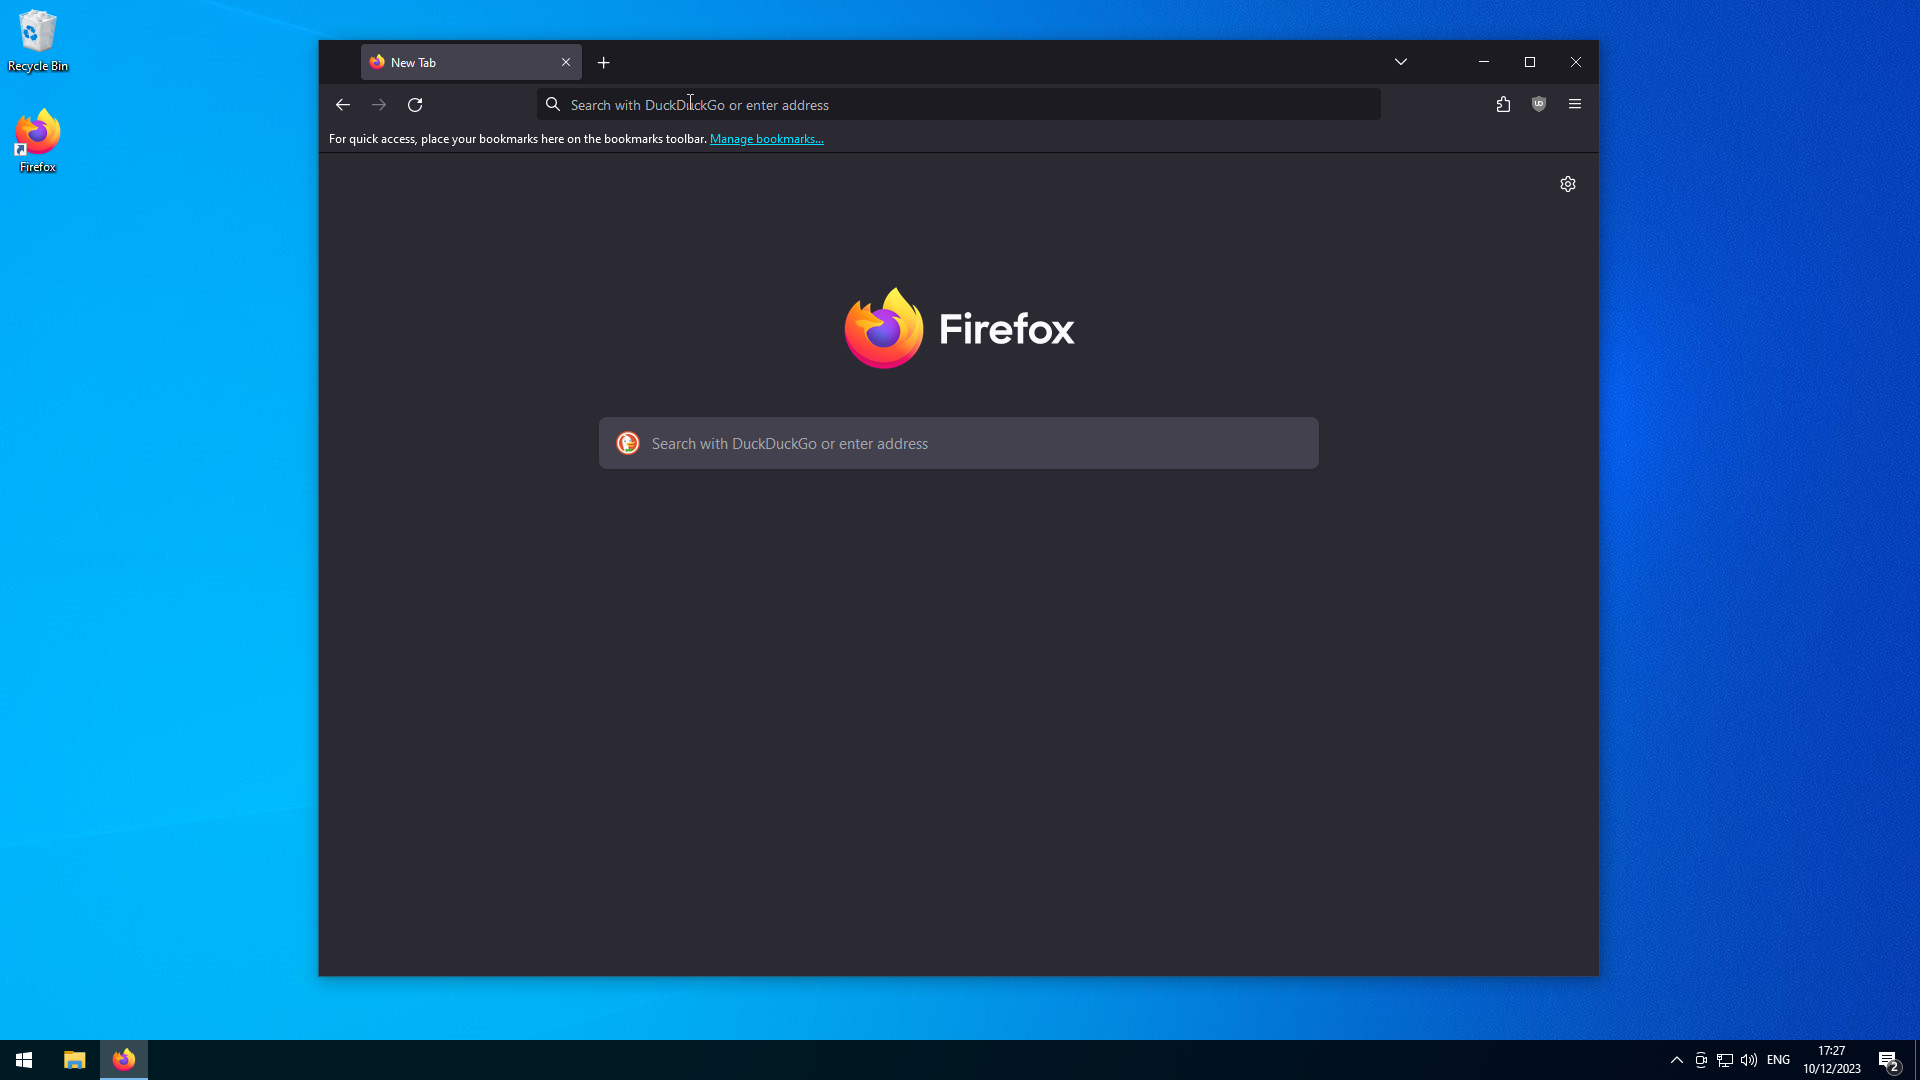 Recycle Bin
Firefox
New Tab
Search with DuckDuckGo or enter address
For quick access, place your bookmarks here on the bookmarks toolbar. Manage bookmarks...
Firefox
Search with DuckDuckGo or enter address
ENG
17:27
10/12/2023
2